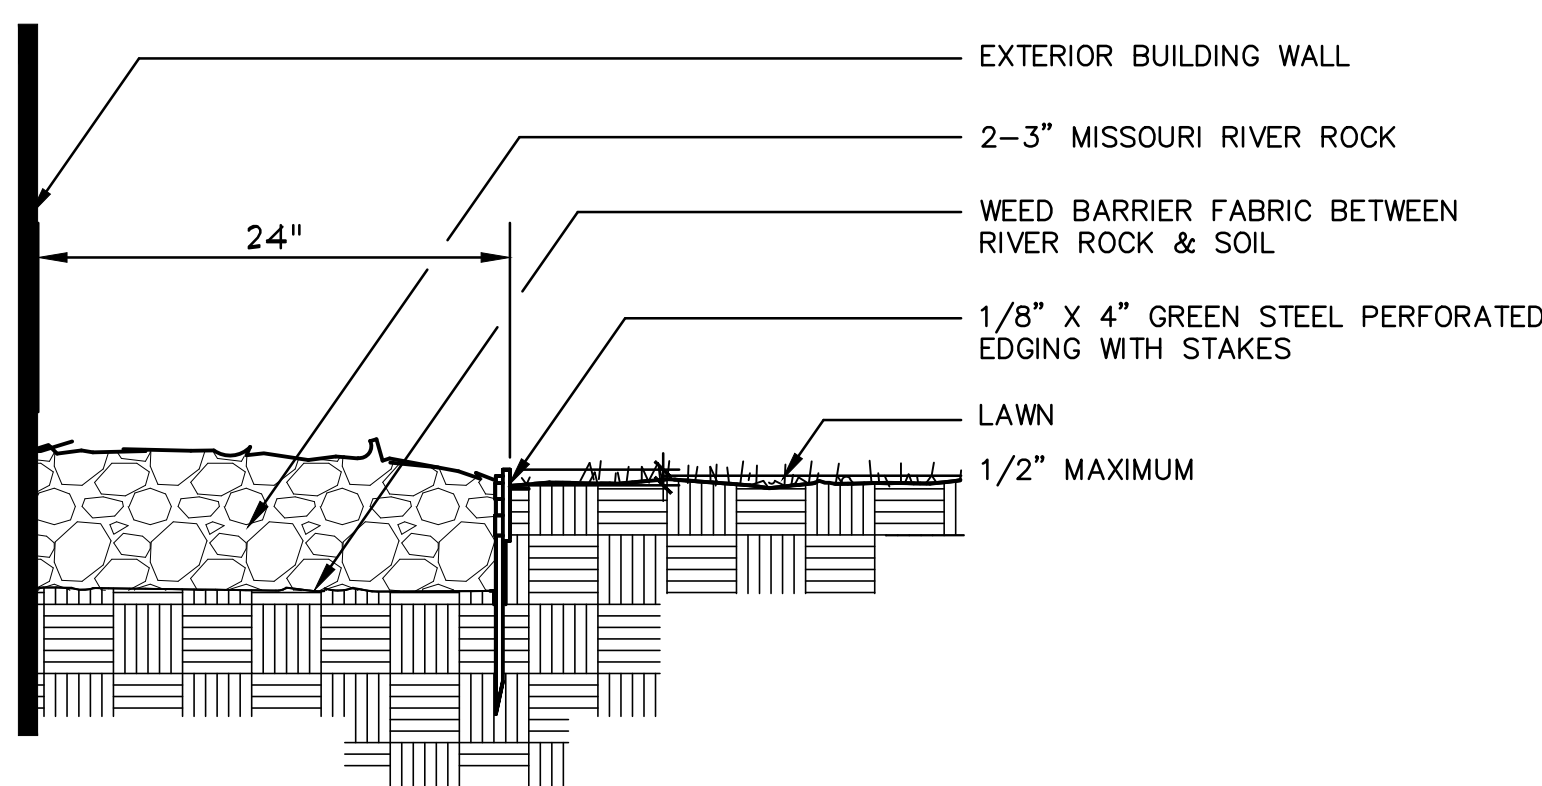 EXTERIOR BUILDING WALL
2-3" MISSOURI RIVER ROCK
WEED BARRIER FABRIC BETWEEN
RIVER ROCK & SOIL
24"
1/8" X 4" GREEN STEEL PERFORATED
EDGING WITH STAKES
LAWN
1/2" MAXIMUM